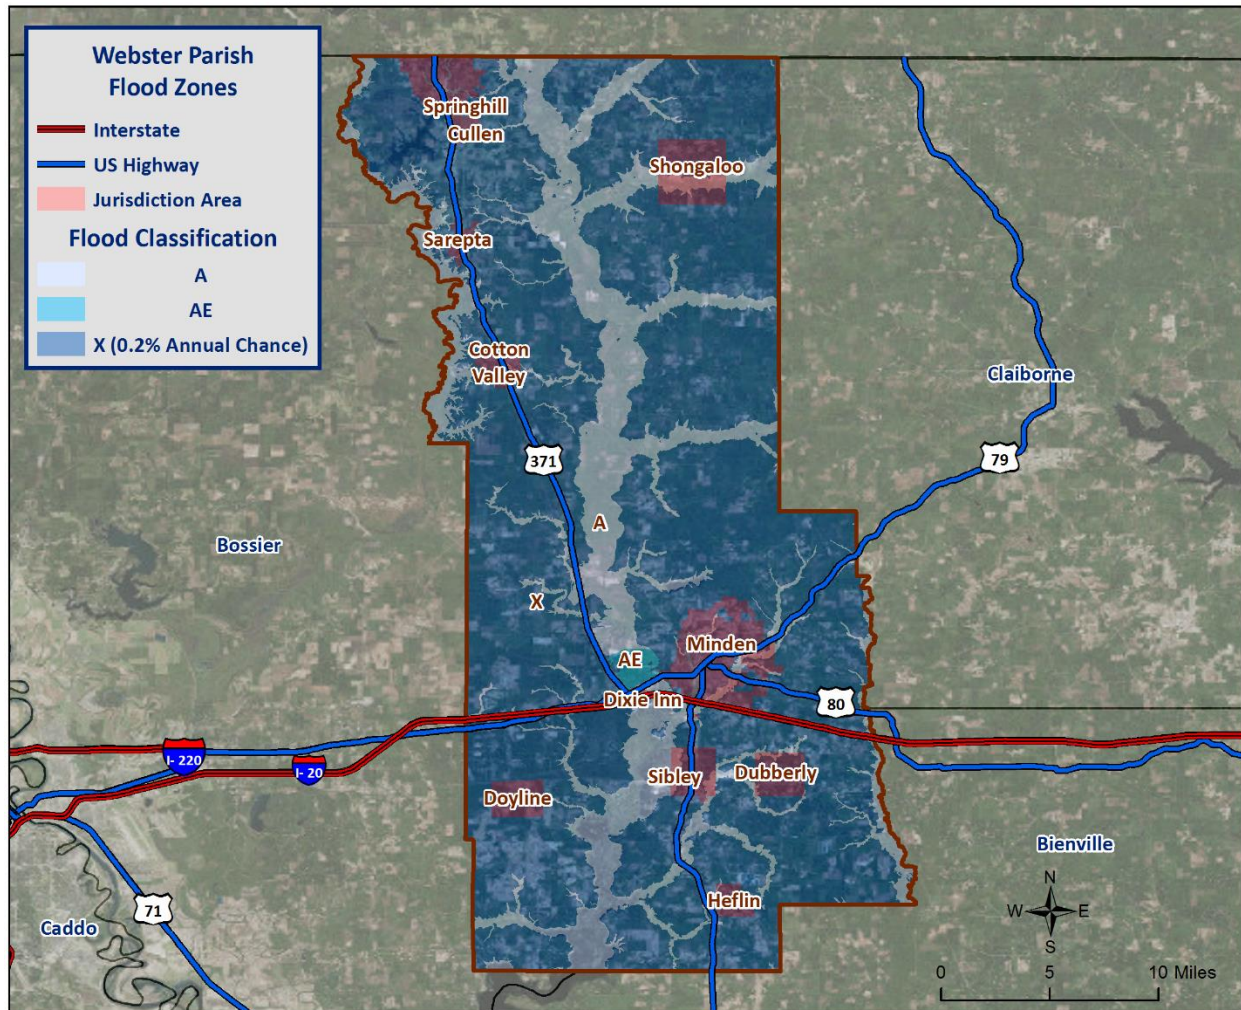 Webster Parish
Flood Zones
Interstate
US Highway
Jurisdiction Area
Flood Classification
A
AE
X (0.2% Annual Chance)
Springhill
Cullen
Shongaloo
Sarepta
Cotton
Valley
Claiborne
371
79
A
Bossier
X
Minden
AE
Dixie Inn
80
I- 220
I- 20
Sibley
Dubberly
Doyline
Bienville
Heflin
71
Caddo
N
W
E
S
0
5
10 Miles